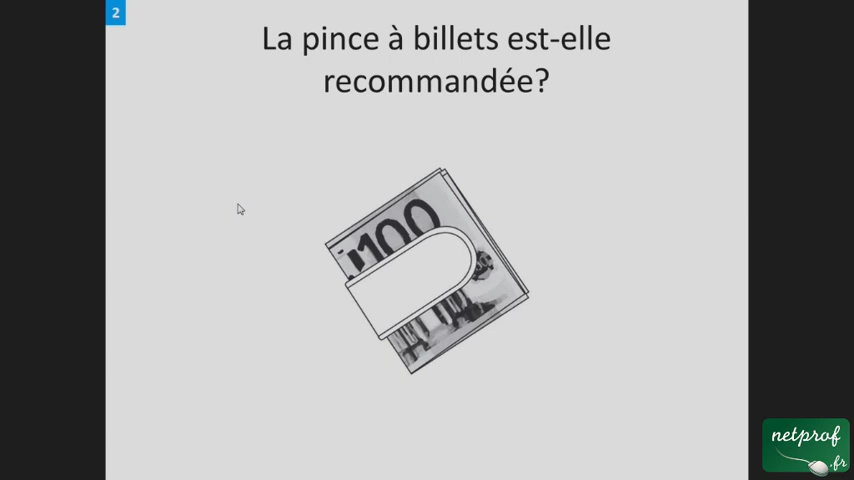 2
La pince à billets est-elle
recommandée?
100
netprof
.fr